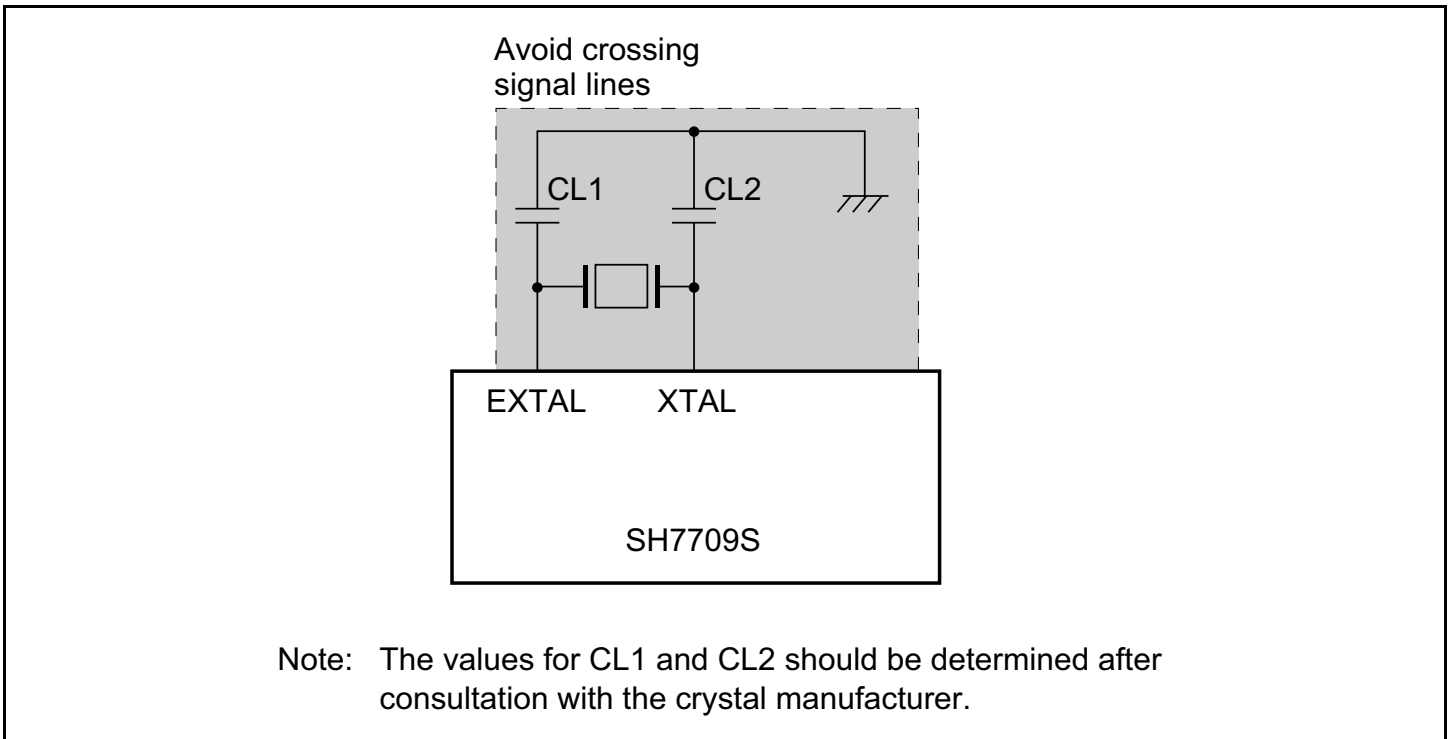 Avoid crossing
signal lines
CL1
CL2
EXTAL
XTAL
SH7709S
Note: The values for CL1 and CL2 should be determined after
consultation with the crystal manufacturer.